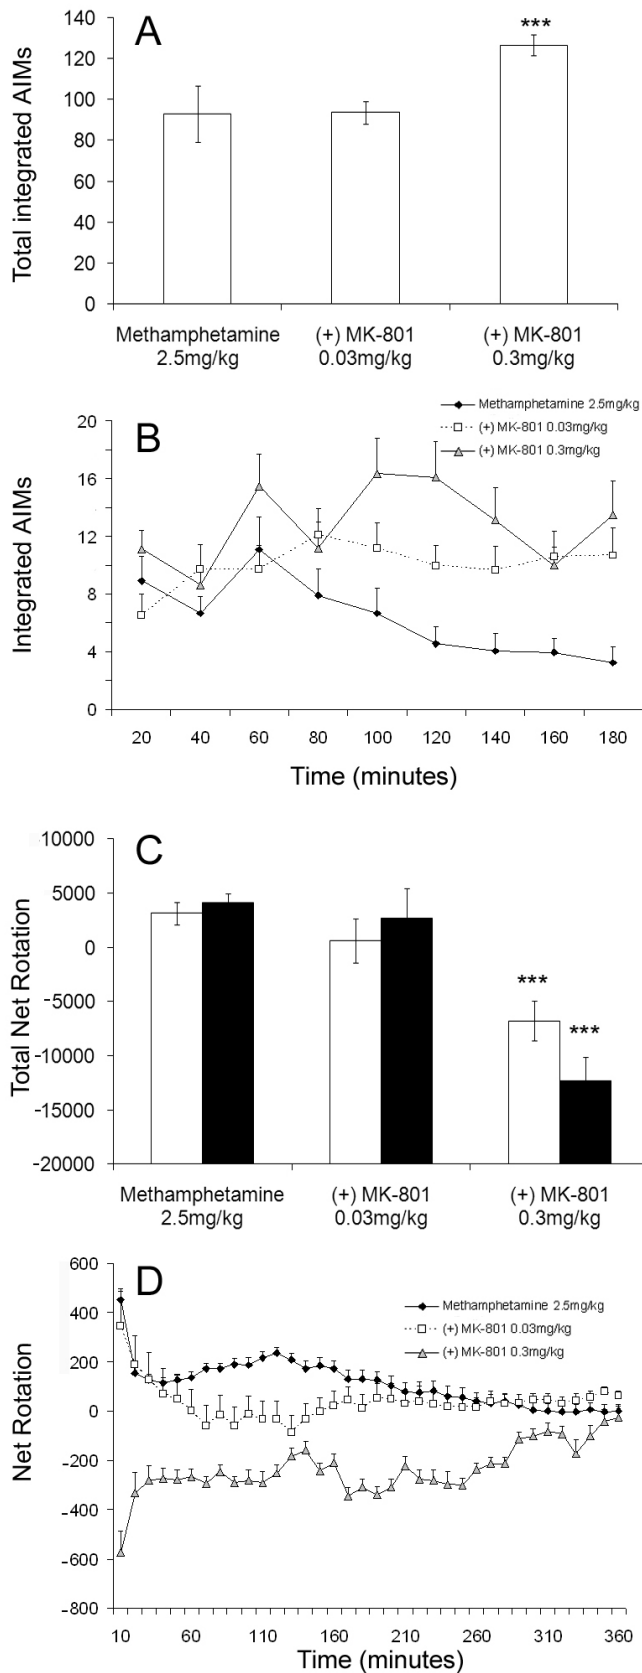 A
Total integrated AIMs
140
120
100
80
60
40
20
0
***
Methamphetamine
2.5mg/kg
(+) MK-801
0.03mg/kg
(+) MK-801
0.3mg/kg
B
Methamphetamine 2.5mg/kg
(+) MK-801 0.03mg/kg
(+) MK-801 0.3mg/kg
Integrated AIMs
20
16
12
8
4
0
20 40 60 80 100 120 140 160 180
Time (minutes)
C
Total Net Rotation
10000
5000
0
-5000
-10000
-15000
-20000
***
***
Methamphetamine
2.5mg/kg
(+) MK-801
0.03mg/kg
(+) MK-801
0.3mg/kg
D
Methamphetamine 2.5mg/kg
(+) MK-801 0.03mg/kg
(+) MK-801 0.3mg/kg
Net Rotation
600
400
200
0
-200
-400
-600
-800
10 60 110 160 210 260 310 360
Time (minutes)